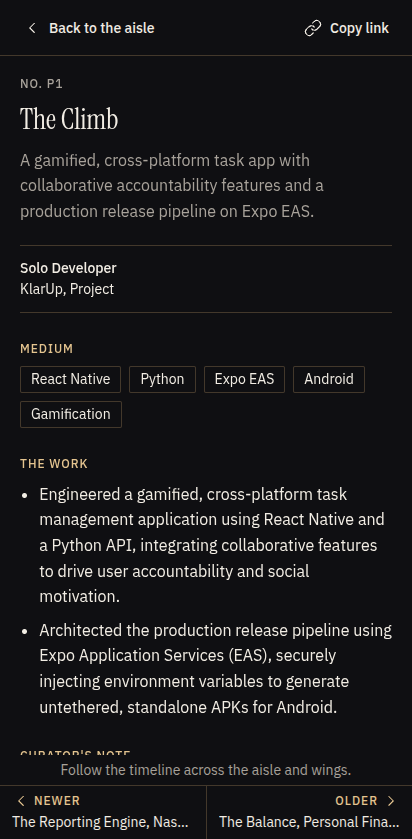 Back to the aisle
Copy link
NO. P1
The Climb
A gamified, cross-platform task app with
collaborative accountability features and a
production release pipeline on Expo EAS.
Solo Developer
KlarUp, Project
MEDIUM
React Native
Python
Expo EAS
Android
Gamification
THE WORK
• Engineered a gamified, cross-platform task
management application using React Native and
a Python API, integrating collaborative features
to drive user accountability and social
motivation.
• Architected the production release pipeline using
Expo Application Services (EAS), securely
injecting environment variables to generate
untethered, standalone APKs for Android.
CURATOR'S NOTE
Follow the timeline across the aisle and wings.
NEWER
The Reporting Engine, Nas...
OLDER
The Balance, Personal Fina...